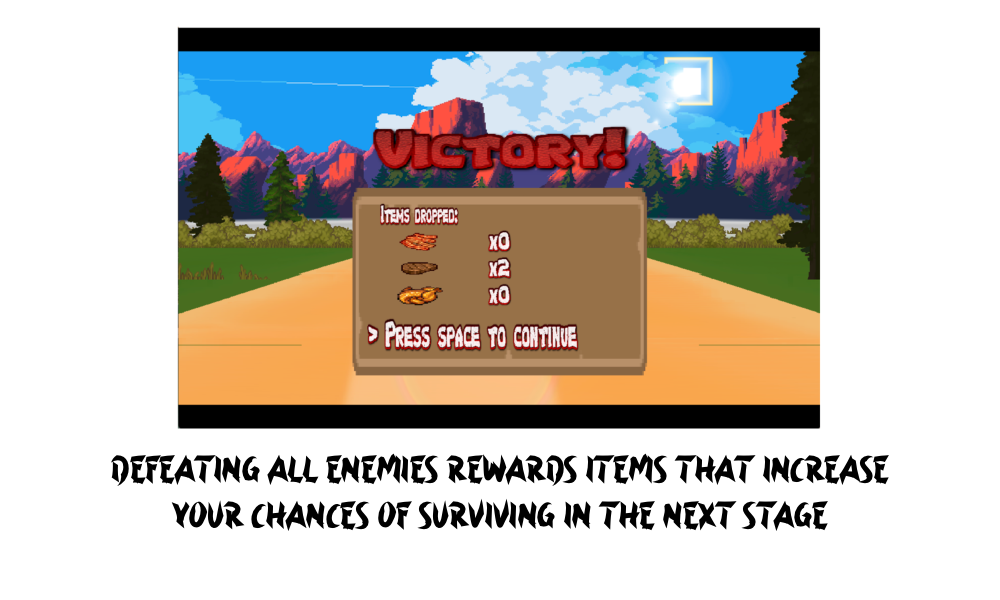 VICTORY!
ITEMS DROPPED:
x0
x2
x0
> PRESS SPACE TO CONTINUE
DEFEATING ALL ENEMIES REWARDS ITEMS THAT INCREASE
YOUR CHANCES OF SURVIVING IN THE NEXT STAGE